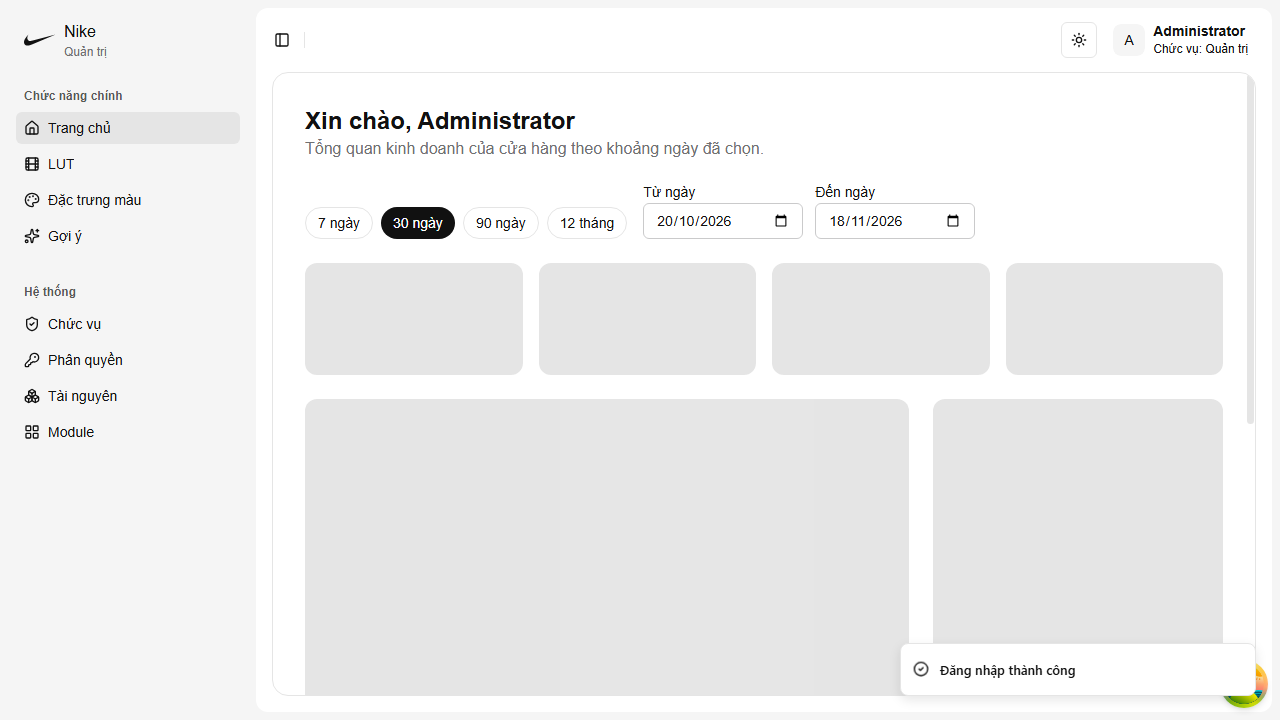 Nike
Quản trị
Chức năng chính
Trang chủ
LUT
Đặc trưng màu
Gợi ý
Hệ thống
Chức vụ
Phân quyền
Tài nguyên
Module
A
Administrator
Chức vụ: Quản trị
Xin chào, Administrator
Tổng quan kinh doanh của cửa hàng theo khoảng ngày đã chọn.
7 ngày
30 ngày
90 ngày
12 tháng
Từ ngày
20/10/2026
Đến ngày
18/11/2026
Đăng nhập thành công